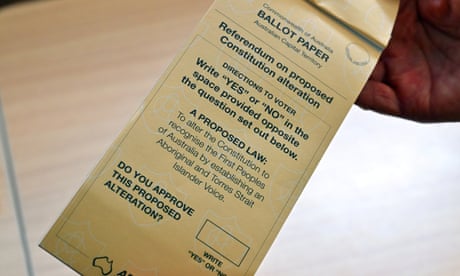 Commonwealth of Australia
BALLOT PAPER
Australian Capital Territory
Referendum on proposed
Constitution alteration
DIRECTIONS TO VOTER
Write "YES" or "NO" in the
space provided opposite
the question set out below.
A PROPOSED LAW:
To alter the Constitution to
recognise the First Peoples
of Australia by establishing an
Aboriginal and Torres Strait
Islander Voice.
DO YOU APPROVE
THIS PROPOSED
ALTERATION?
WRITE
"YES" OR "NO"